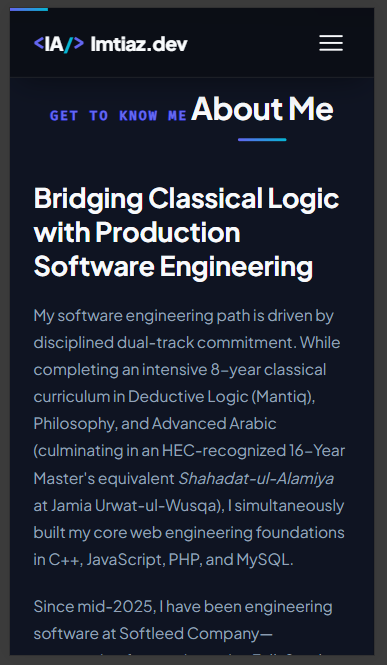 <IA/> Imtiaz.dev
GET TO KNOW ME About Me
Bridging Classical Logic
with Production
Software Engineering
My software engineering path is driven by
disciplined dual-track commitment. While
completing an intensive 8–year classical
curriculum in Deductive Logic (Mantiq),
Philosophy, and Advanced Arabic
(culminating in an HEC-recognized 16–Year
Master's equivalent Shahadat-ul-Alamiya
at Jamia Urwat-ul-Wusqa), I simultaneously
built my core web engineering foundations
in C++, JavaScript, PHP, and MySQL.
Since mid-2025, I have been engineering
software at Softleed Company—